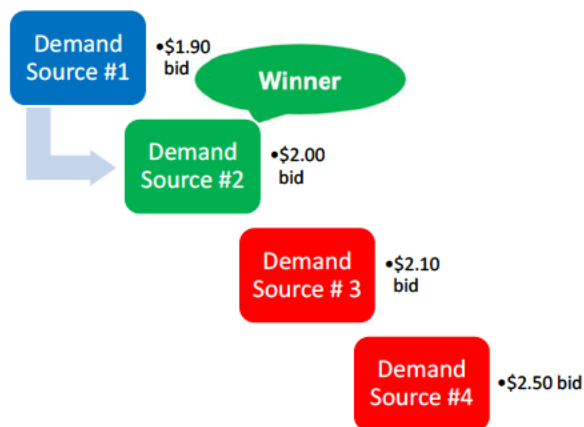 Demand
Source #1
•$1.90
bid
Winner
Demand
Source #2
•$2.00
bid
Demand
Source # 3
•$2.10
bid
Demand
Source #4
•$2.50 bid